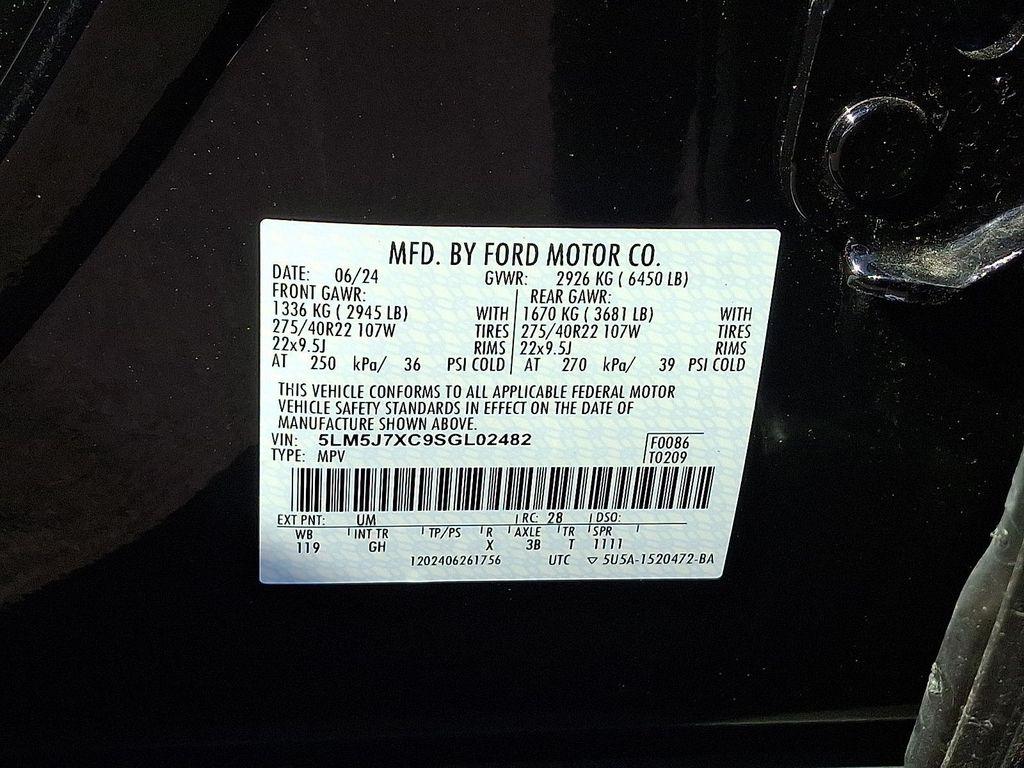 MFD. BY FORD MOTOR CO.
DATE: 06/24 GVWR: 2926 KG ( 6450 LB)
FRONT GAWR: REAR GAWR:
1336 KG ( 2945 LB) WITH 1670 KG ( 3681 LB) WITH
275/40R22 107W TIRES 275/40R22 107W TIRES
22x9.5J RIMS 22x9.5J RIMS
AT 250 kPa/ 36 PSI COLD AT 270 kPa/ 39 PSI COLD
THIS VEHICLE CONFORMS TO ALL APPLICABLE FEDERAL MOTOR
VEHICLE SAFETY STANDARDS IN EFFECT ON THE DATE OF
MANUFACTURE SHOWN ABOVE.
VIN: 5LM5J7XC9SGL02482 F0086
TYPE: MPV T0209
EXT PNT: UM RC: 28 DSO:
WB INT TR TP/PS R AXLE TR SPR
119 GH X 3B T 1111
1202406261756 UTC ▽ 5U5A-1520472-BA